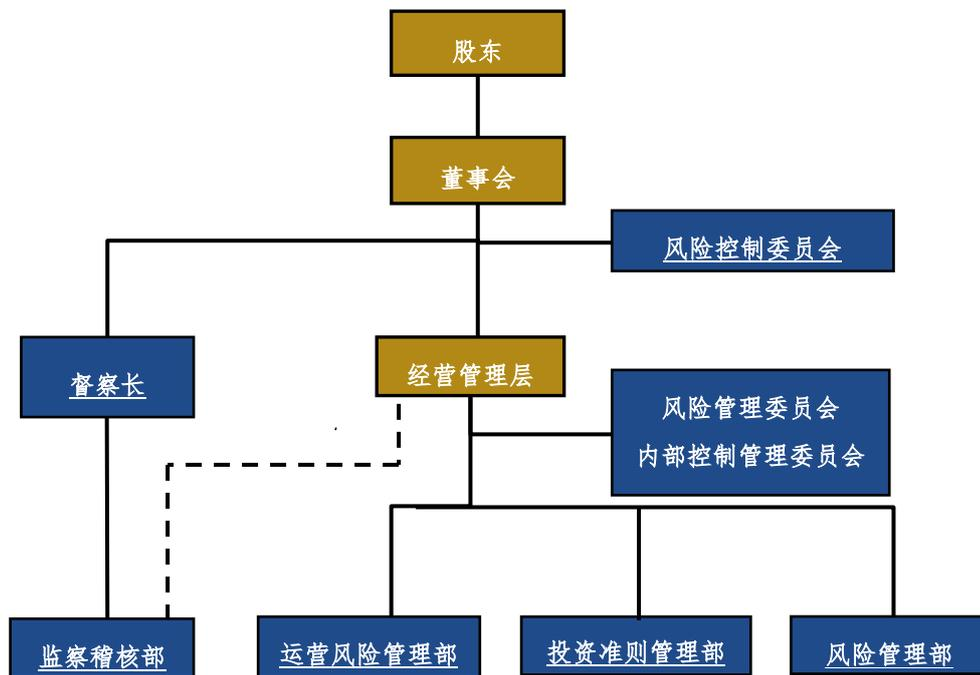 股东
董事会
风险控制委员会
督察长
经营管理层
风险管理委员会
内部控制管理委员会
监察稽核部
运营风险管理部
投资准则管理部
风险管理部